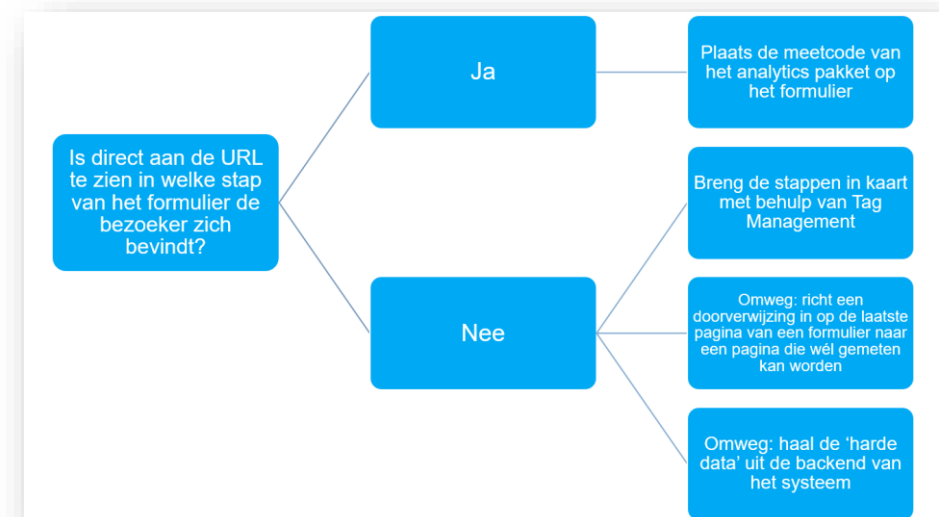 Is direct aan de URL
te zien in welke stap
van het formulier de
bezoeker zich
bevindt?
Ja
Plaats de meetcode van
het analytics pakket op
het formulier
Nee
Breng de stappen in kaart
met behulp van Tag
Management
Omweg: richt een
doorverwijzing in op de laatste
pagina van een formulier naar
een pagina die wél gemeten
kan worden
Omweg: haal de ‘harde
data’ uit de backend van
het systeem